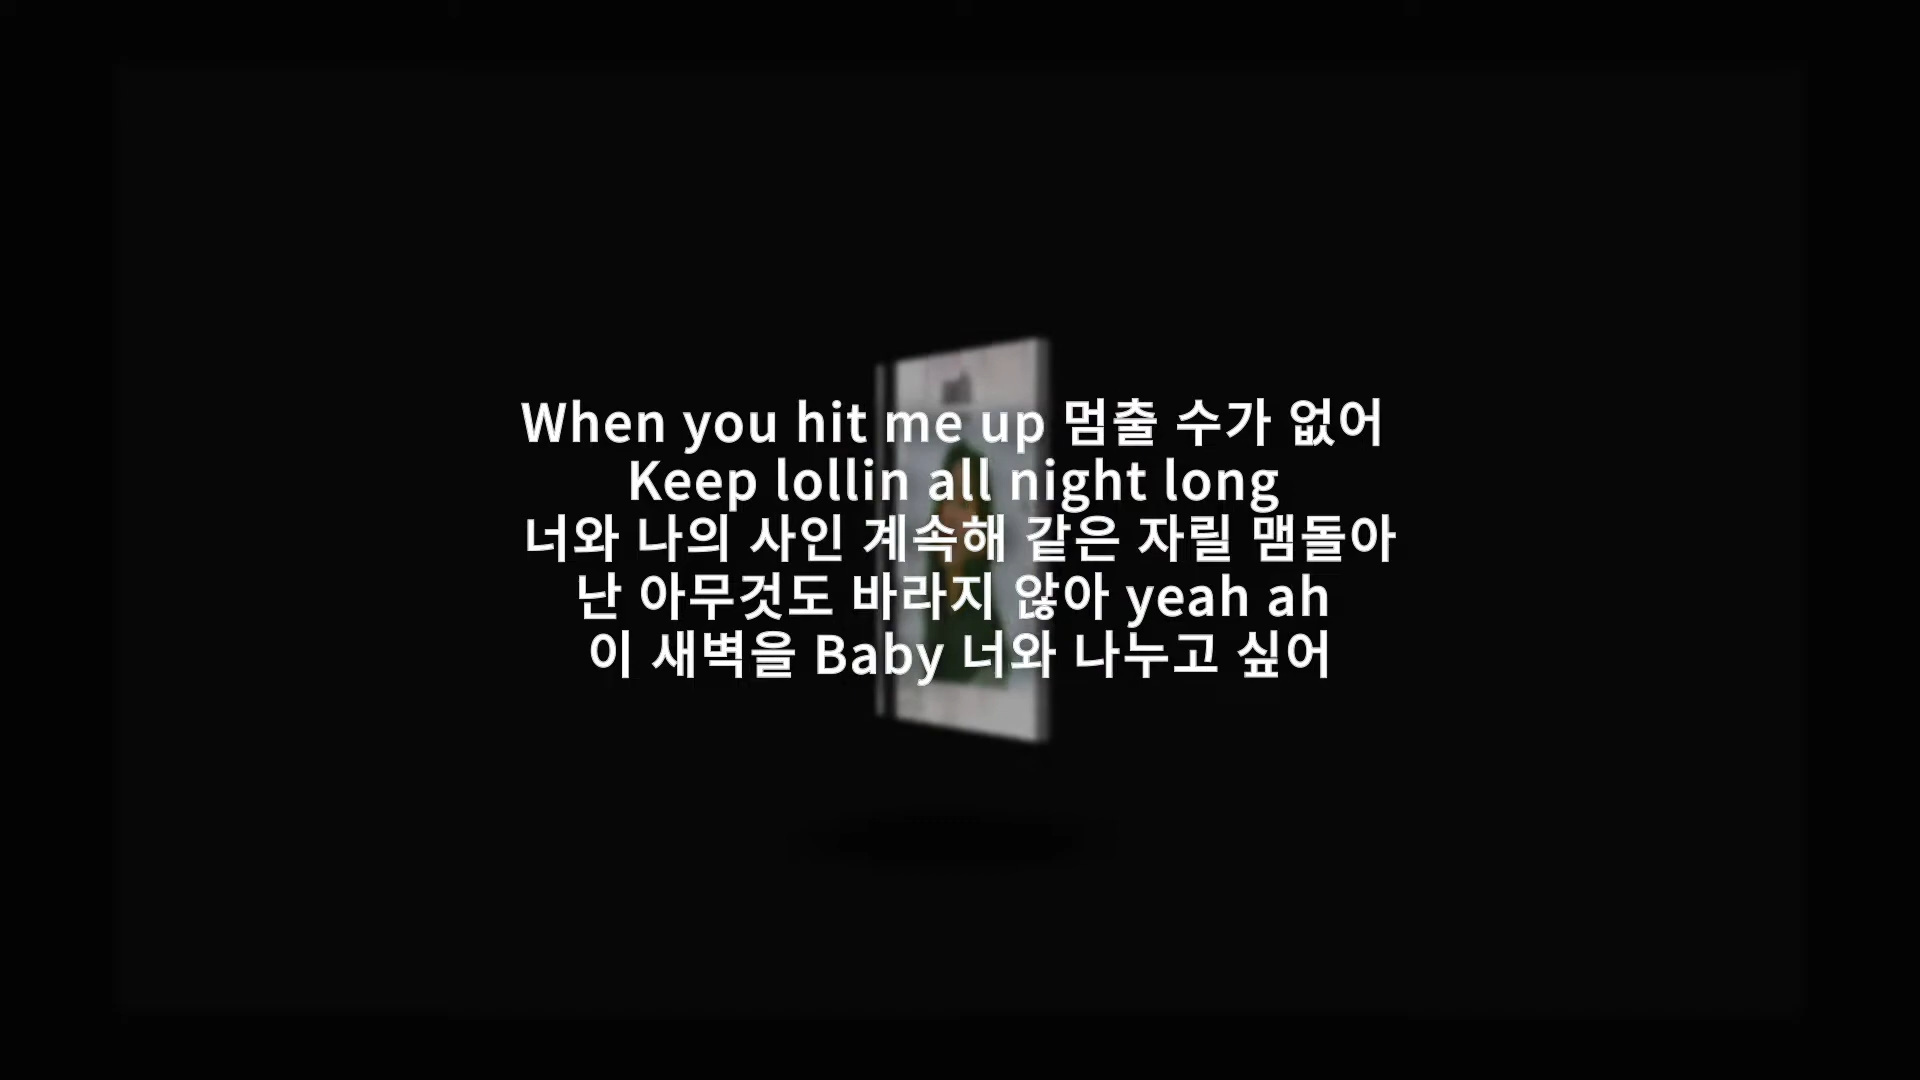 When you hit me up 멈출 수가 없어
Keep lollin all night long
너와 나의 사인 계속해 같은 자릴 맴돌아
난 아무것도 바라지 않아 yeah ah
이 새벽을 Baby 너와 나누고 싶어